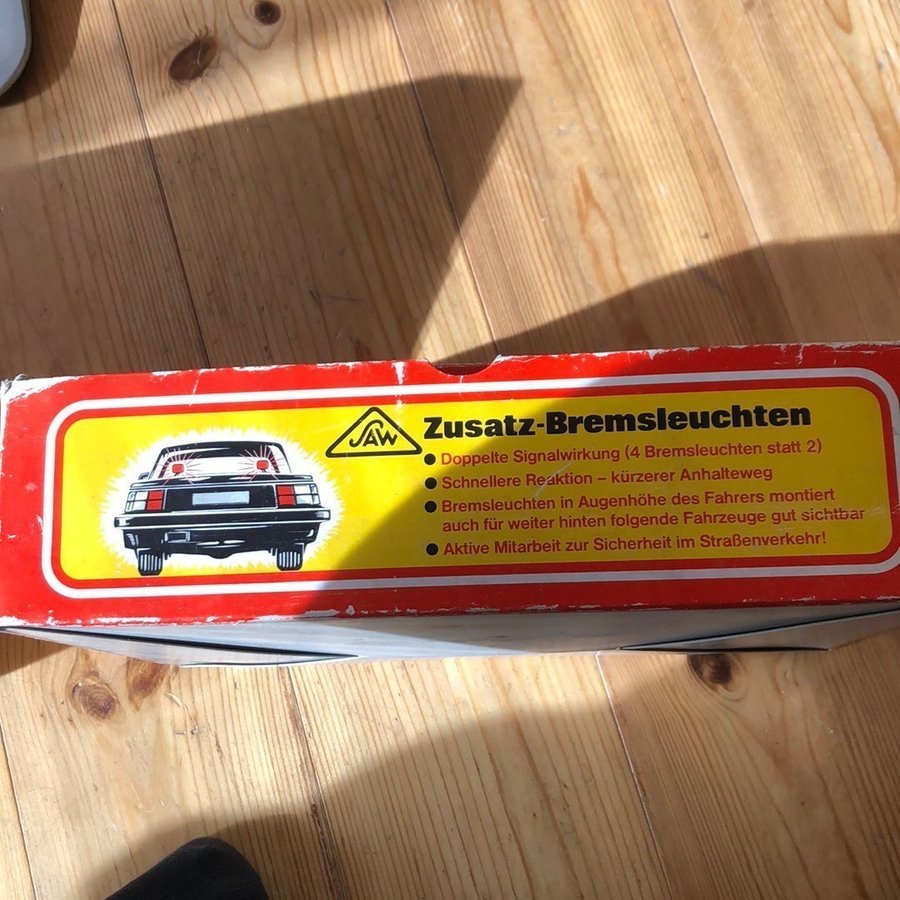 SAW
Zusatz-Bremsleuchten
● Doppelte Signalwirkung (4 Bremsleuchten statt 2)
● Schnellere Reaktion – kürzerer Anhalteweg
● Bremsleuchten in Augenhöhe des Fahrers montiert
auch für weiter hinten folgende Fahrzeuge gut sichtbar
● Aktive Mitarbeit zur Sicherheit im Straßenverkehr!